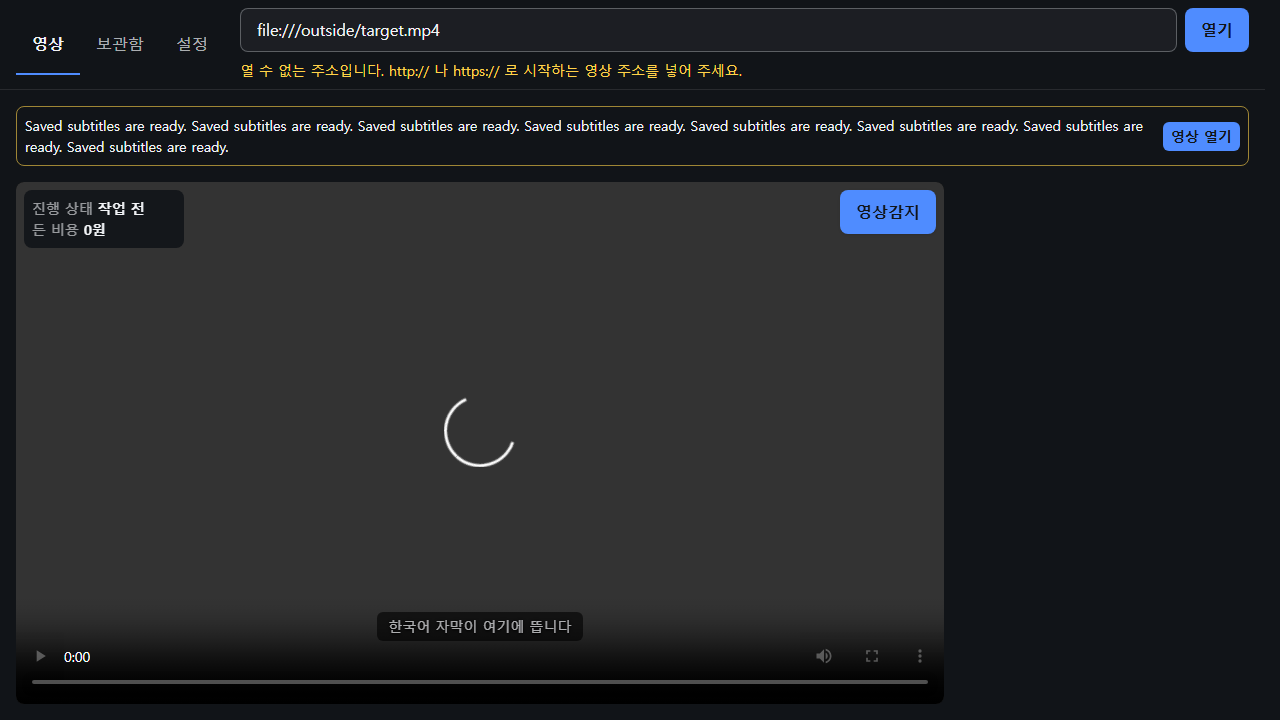 영상 보관함 설정
file:///outside/target.mp4
열기
열 수 없는 주소입니다. http:// 나 https:// 로 시작하는 영상 주소를 넣어 주세요.
Saved subtitles are ready. Saved subtitles are ready. Saved subtitles are ready. Saved subtitles are ready. Saved subtitles are ready. Saved subtitles are ready. Saved subtitles are
ready. Saved subtitles are ready.
영상 열기
진행 상태 작업 전
든 비용 0원
영상감지
한국어 자막이 여기에 뜹니다
0:00